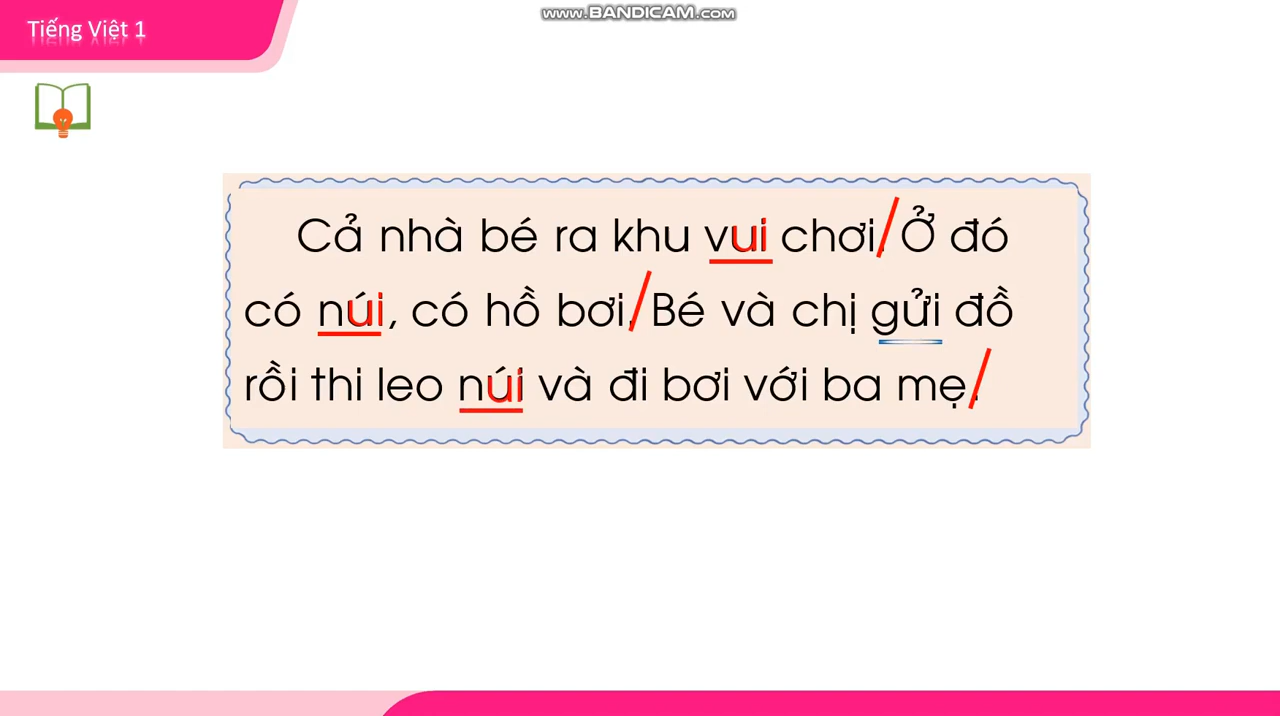 www.BANDICAM.com
Tiếng Việt 1
Cả nhà bé ra khu vui chơi. Ở đó
có núi, có hồ bơi. Bé và chị gửi đồ
rồi thi leo núi và đi bơi với ba mẹ.